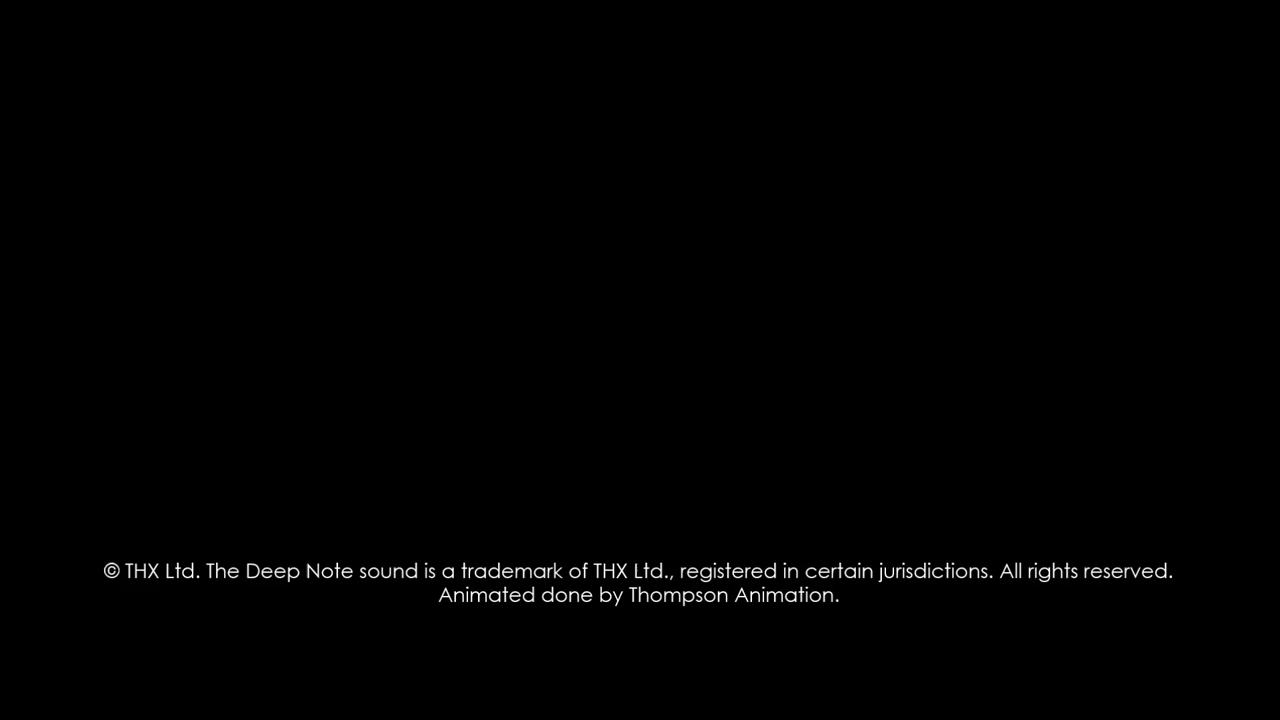 © THX Ltd. The Deep Note sound is a trademark of THX Ltd., registered in certain jurisdictions. All rights reserved.
Animated done by Thompson Animation.